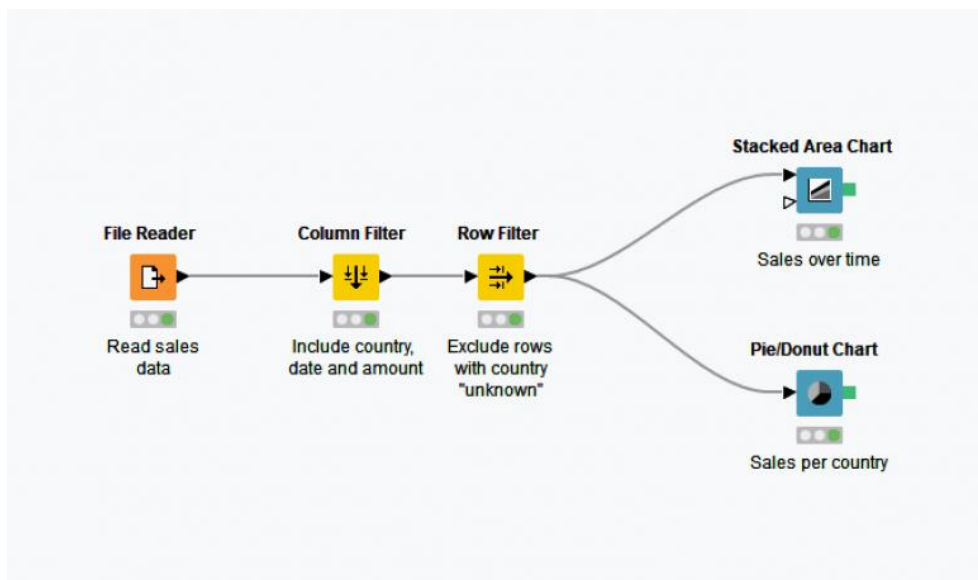 Stacked Area Chart
Sales over time
File Reader
Read sales
data
Column Filter
Include country,
date and amount
Row Filter
Exclude rows
with country
"unknown"
Pie/Donut Chart
Sales per country